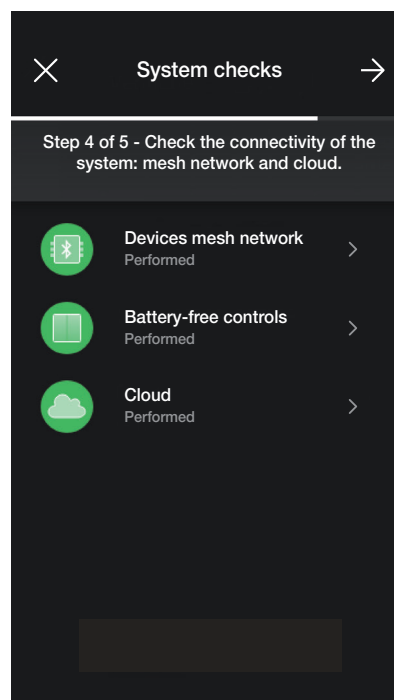 System checks
Step 4 of 5 - Check the connectivity of the
system: mesh network and cloud.
Devices mesh network
Performed
Battery-free controls
Performed
Cloud
Performed